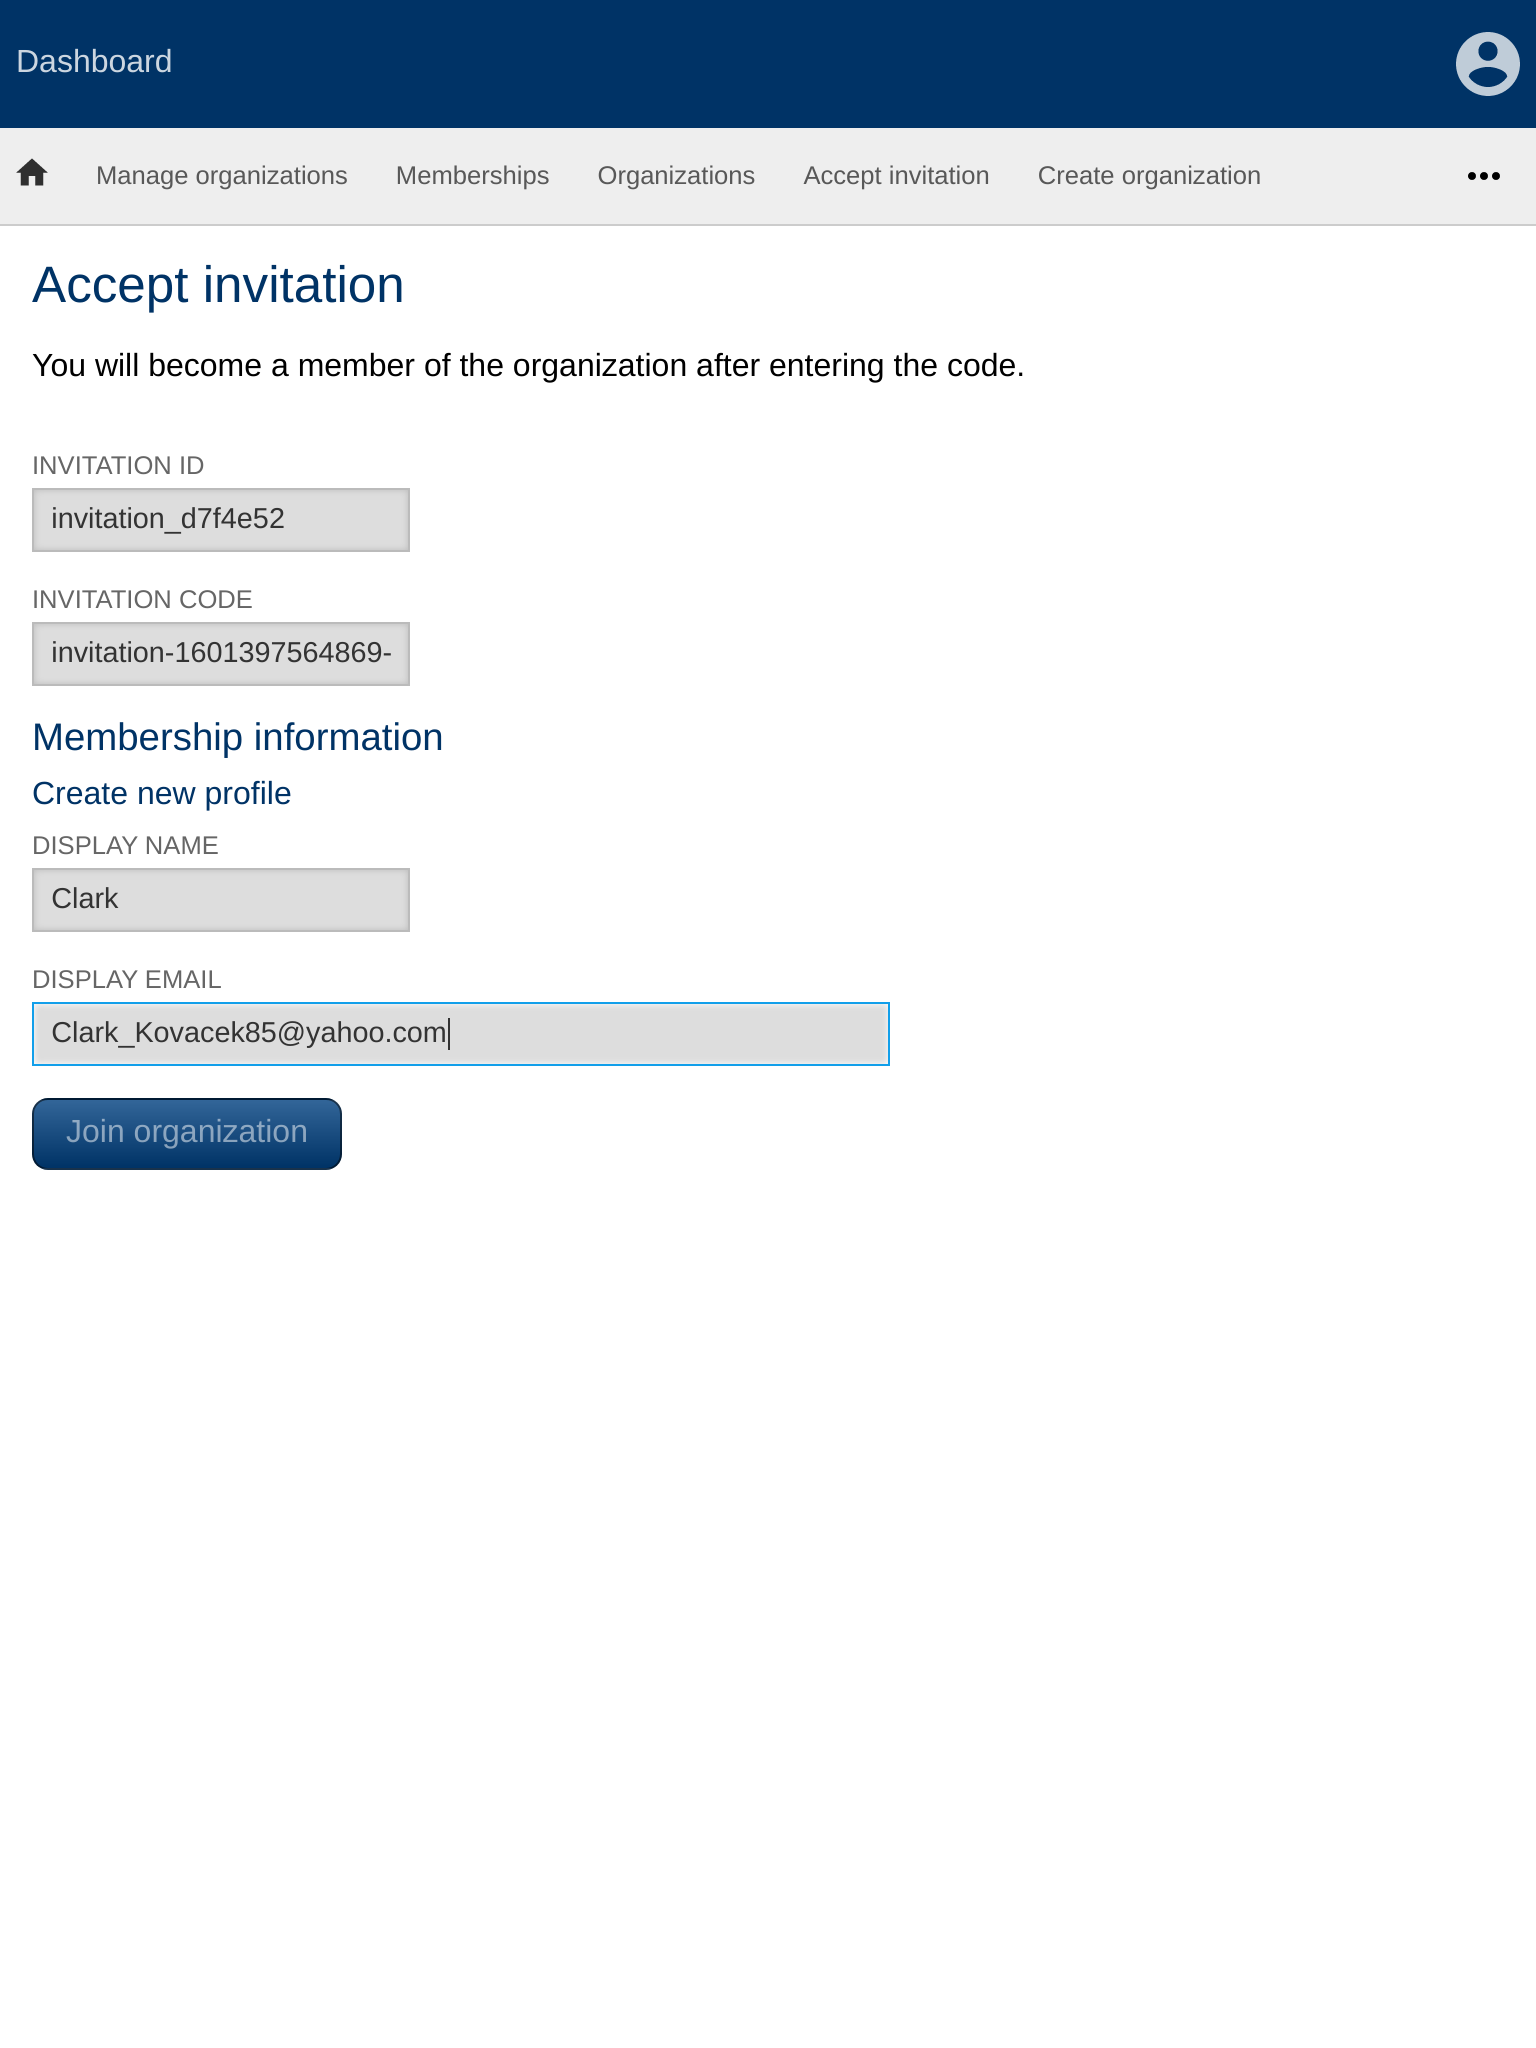 Dashboard
Manage organizations Memberships Organizations Accept invitation Create organization
Accept invitation
You will become a member of the organization after entering the code.
INVITATION ID
invitation_d7f4e52
INVITATION CODE
invitation-1601397564869-
Membership information
Create new profile
DISPLAY NAME
Clark
DISPLAY EMAIL
Clark_Kovacek85@yahoo.com
Join organization